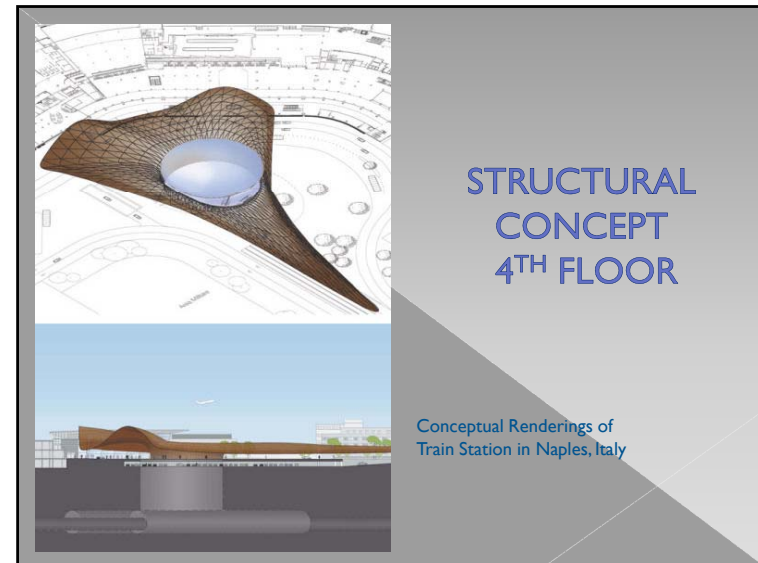 STRUCTURAL
CONCEPT
4TH FLOOR
Conceptual Renderings of
Train Station in Naples, Italy